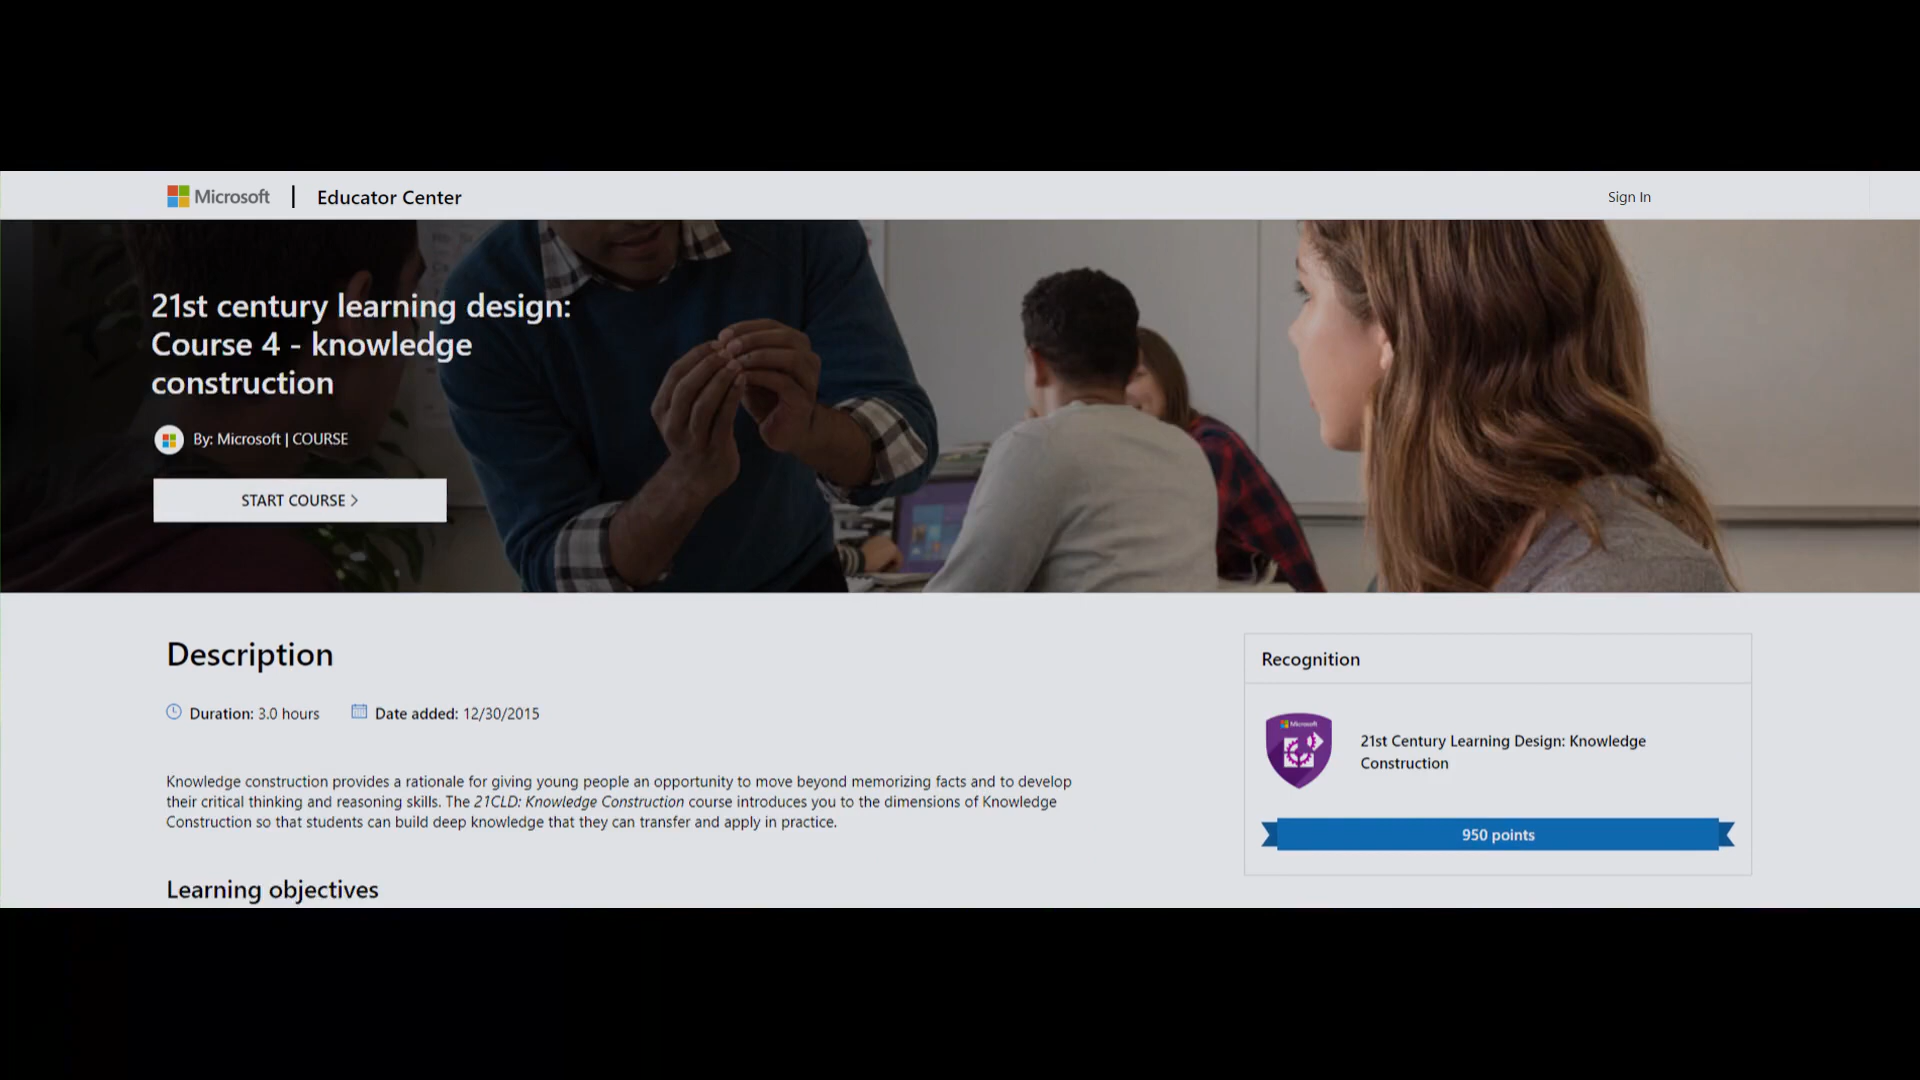 Microsoft | Educator Center
Sign In
21st century learning design:
Course 4 - knowledge
construction
By: Microsoft | COURSE
START COURSE >
Description
Duration: 3.0 hours Date added: 12/30/2015
Knowledge construction provides a rationale for giving young people an opportunity to move beyond memorizing facts and to develop
their critical thinking and reasoning skills. The 21CLD: Knowledge Construction course introduces you to the dimensions of Knowledge
Construction so that students can build deep knowledge that they can transfer and apply in practice.
Learning objectives
Recognition
Microsoft
21st Century Learning Design: Knowledge
Construction
950 points